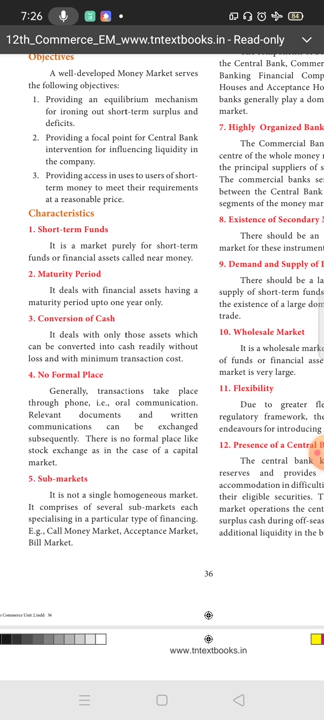 7:26
84
12th_Commerce_EM_www.tntextbooks.in - Read-only
Objectives
A well-developed Money Market serves
the following objectives:
1. Providing an equilibrium mechanism
for ironing out short-term surplus and
deficits.
2. Providing a focal point for Central Bank
intervention for influencing liquidity in
the company.
3. Providing access in uses to users of short-
term money to meet their requirements
at a reasonable price.
Characteristics
1. Short-term Funds
It is a market purely for short-term
funds or financial assets called near money.
2. Maturity Period
It deals with financial assets having a
maturity period upto one year only.
3. Conversion of Cash
It deals with only those assets which
can be converted into cash readily without
loss and with minimum transaction cost.
4. No Formal Place
Generally, transactions take place
through phone, i.e., oral communication.
Relevant documents and written
communications can be exchanged
subsequently. There is no formal place like
stock exchange as in the case of a capital
market.
5. Sub-markets
It is not a single homogeneous market.
It comprises of several sub-markets each
specialising in a particular type of financing.
E.g., Call Money Market, Acceptance Market,
Bill Market.
the Central Bank, Commer
Banking Financial Comp
Houses and Acceptance Ho
banks generally play a dom
market.
7. Highly Organized Bank
The Commercial Ban
centre of the whole money
the principal suppliers of s
The commercial banks se
between the Central Bank
segments of the money mar
8. Existence of Secondary
There should be an
market for these instrument
9. Demand and Supply of
There should be a la
supply of short-term funds
the existence of a large dom
trade.
10. Wholesale Market
It is a wholesale mark
of funds or financial asse
market is very large.
11. Flexibility
Due to greater fle
regulatory framework, the
endeavours for introducing
12. Presence of a Central
The central bank k
reserves and provides
accommodation in difficult
their eligible securities. T
market operations the cent
surplus cash during off-seas
additional liquidity in the b
36
Commerce Unit 2.indd 36
www.tntextbooks.in